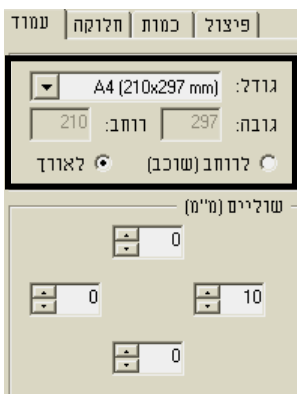 עמוד חלוקה כמות פיצול
גודל: A4 (210x297 mm)
גובה: 297 רוחב: 210
לרוחב (שוכב) לאורך
שוליים (מ"מ)
0
10 0
0